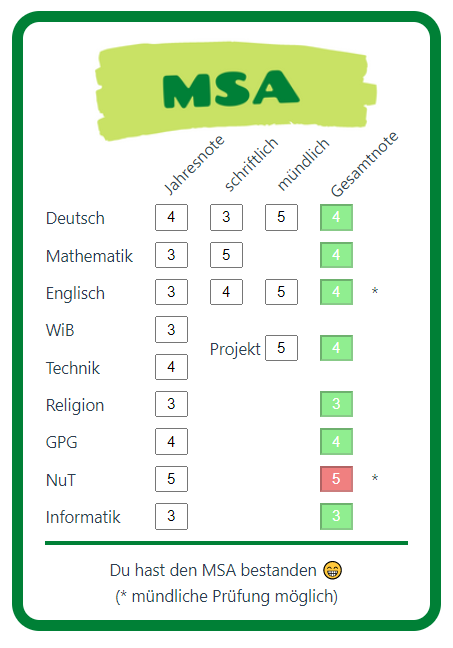 MSA
Jahresnote schriftlich mündlich Gesamtnote
Deutsch 4 3 5 4
Mathematik 3 5 4
Englisch 3 4 5 4 *
WiB 3
Projekt 5 4
Technik 4
Religion 3 3
GPG 4 4
NuT 5 5 *
Informatik 3 3
Du hast den MSA bestanden 😁
(* mündliche Prüfung möglich)